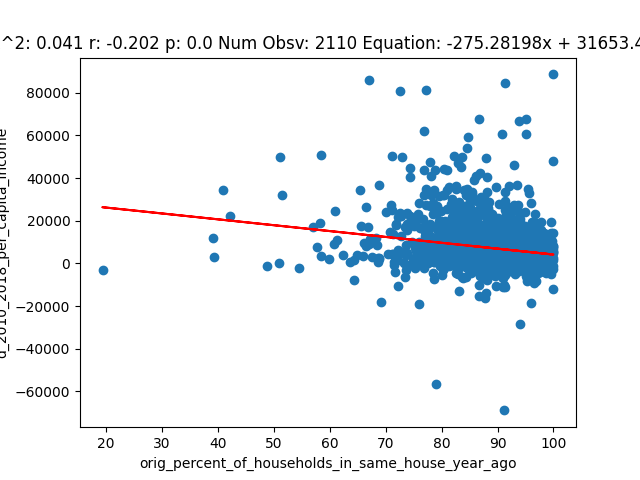 ^2: 0.041 r: -0.202 p: 0.0 Num Obsv: 2110 Equation: -275.28198x + 31653.4
80000
60000
40000
20000
0
−20000
−40000
−60000
d_2010_2018_per_capita_income
20 30 40 50 60 70 80 90 100
orig_percent_of_households_in_same_house_year_ago